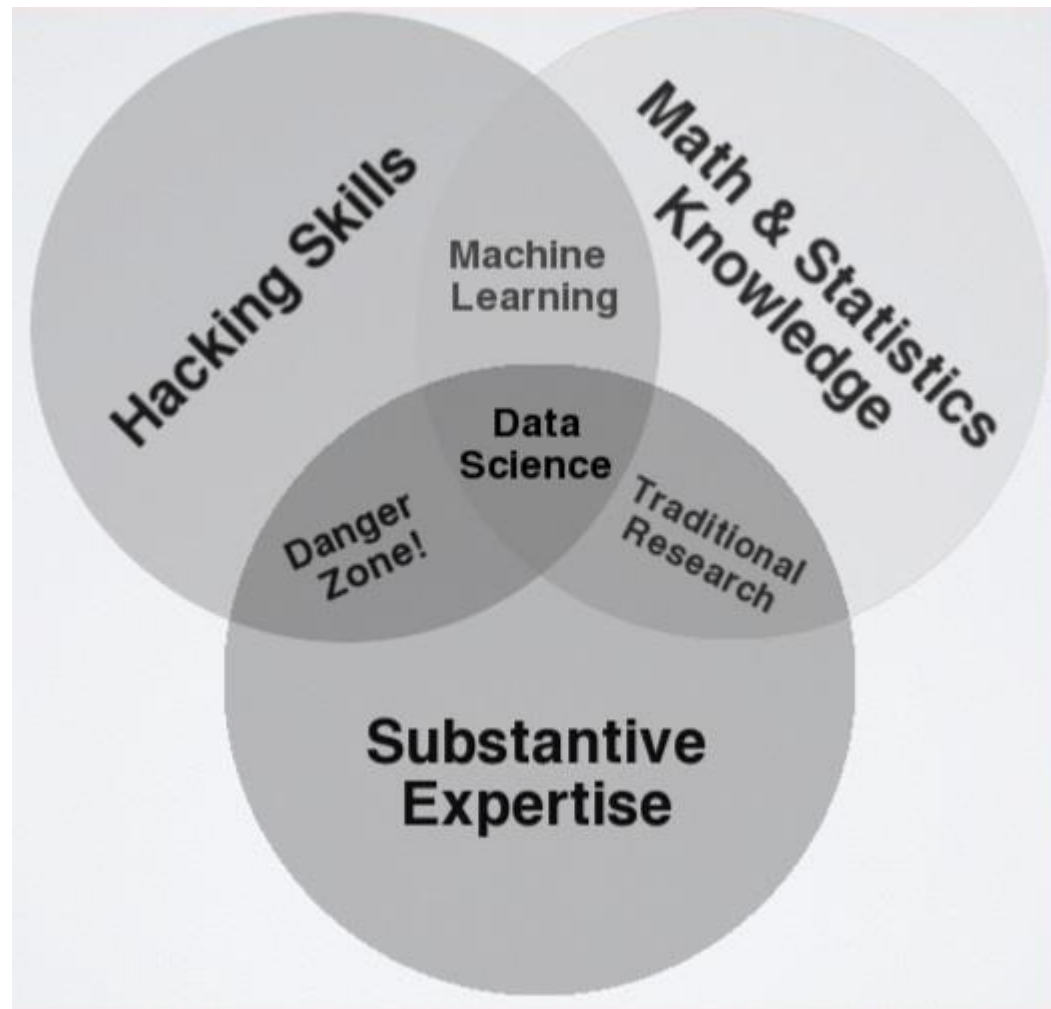 Hacking Skills
Math & Statistics
Knowledge
Machine
Learning
Data
Science
Danger
Zone!
Traditional
Research
Substantive
Expertise